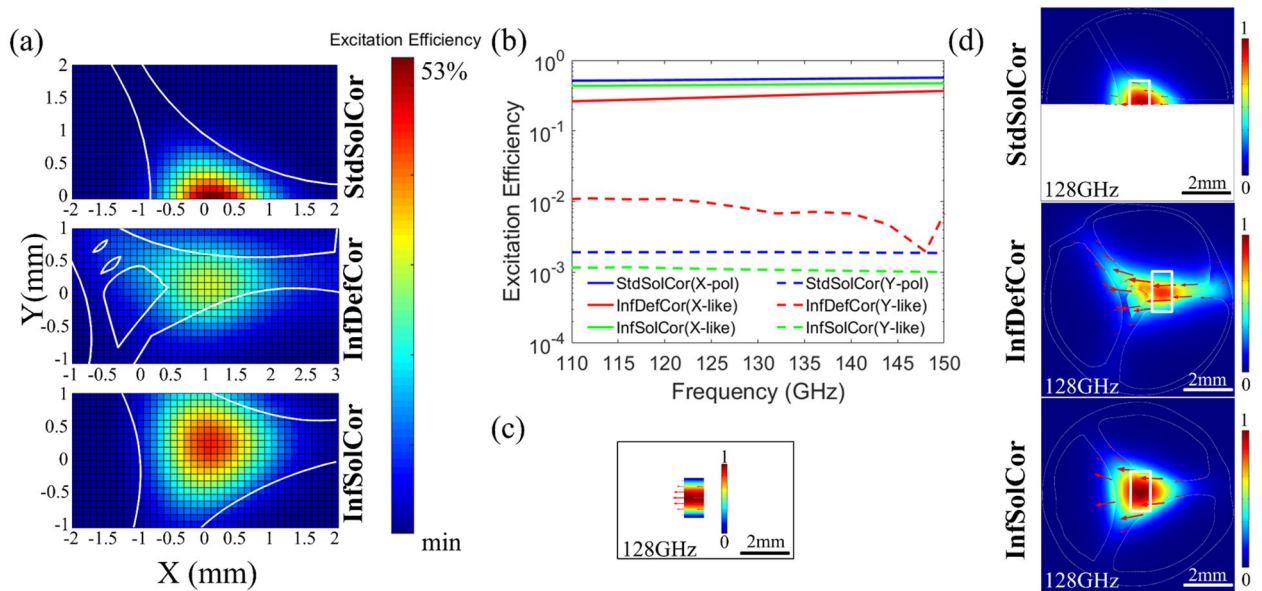 (a)
Excitation Efficiency
53%
min
2
1.5
1
0.5
0
-2 -1.5 -1 -0.5 0 0.5 1 1.5 2
StdSolCor
1
0.5
0
-0.5
-1
-1 -0.5 0 0.5 1 1.5 2 2.5 3
InfDefCor
1
0.5
0
-0.5
-1
-2 -1.5 -1 -0.5 0 0.5 1 1.5 2
InfSolCor
Y(mm)
X (mm)
(b)
Excitation Efficiency
10^0
10^-1
10^-2
10^-3
10^-4
StdSolCor(X-pol) StdSolCor(Y-pol)
InfDefCor(X-like) InfDefCor(Y-like)
InfSolCor(X-like) InfSolCor(Y-like)
110 115 120 125 130 135 140 145 150
Frequency (GHz)
(c)
1
0
128GHz 2mm
(d)
StdSolCor
1
0
128GHz 2mm
InfDefCor
1
0
128GHz 2mm
InfSolCor
1
0
128GHz 2mm